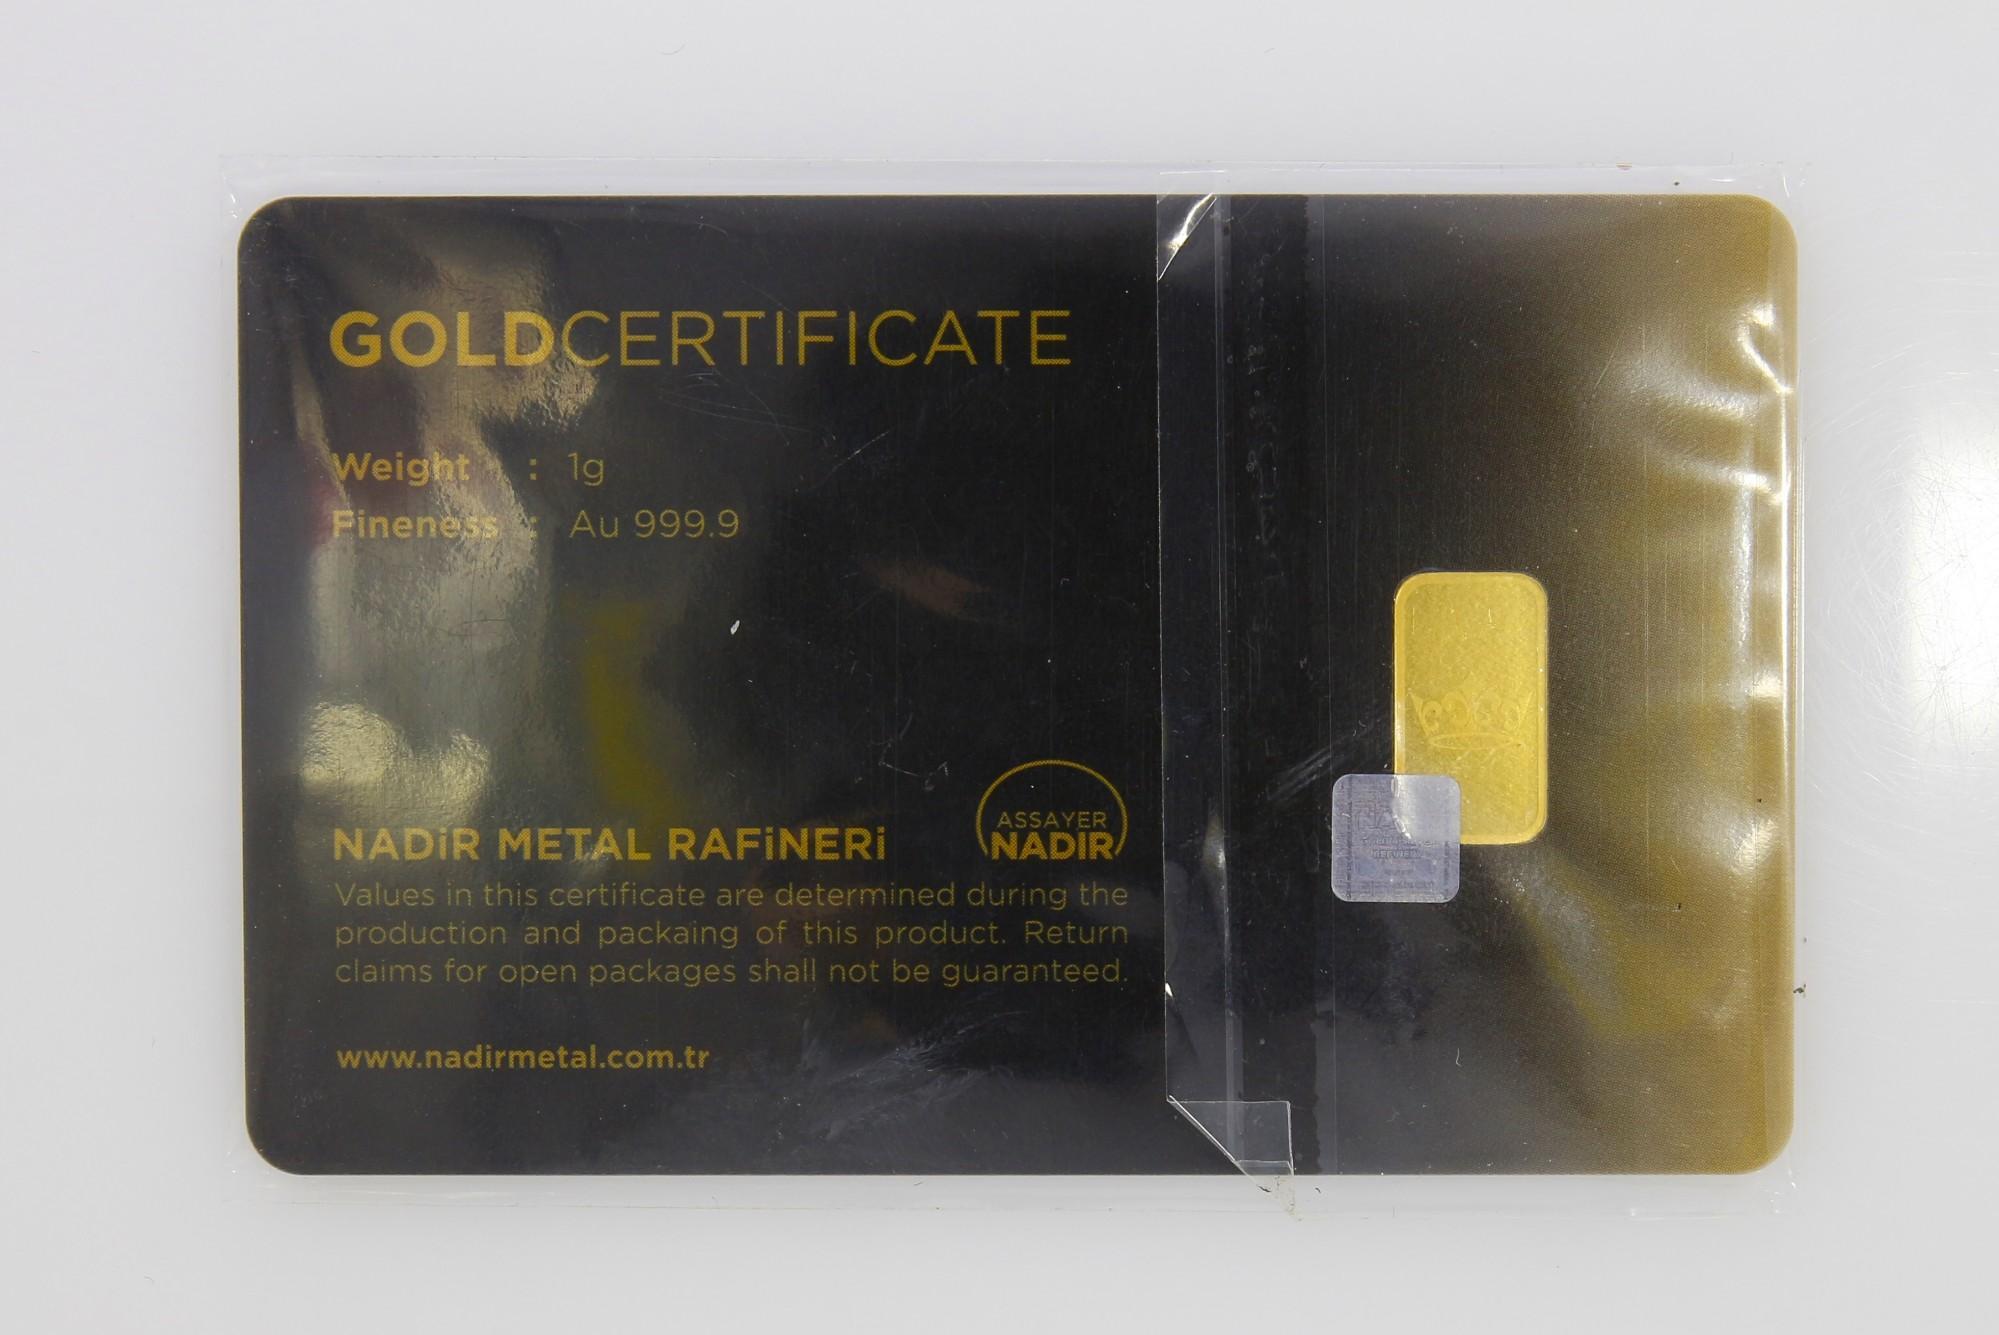 GOLDCERTIFICATE
Weight : 1g
Fineness : Au 999.9
ASSAYER
NADIR
NADiR METAL RAFiNERi
Values in this certificate are determined during the
production and packaing of this product. Return
claims for open packages shall not be guaranteed.
www.nadirmetal.com.tr